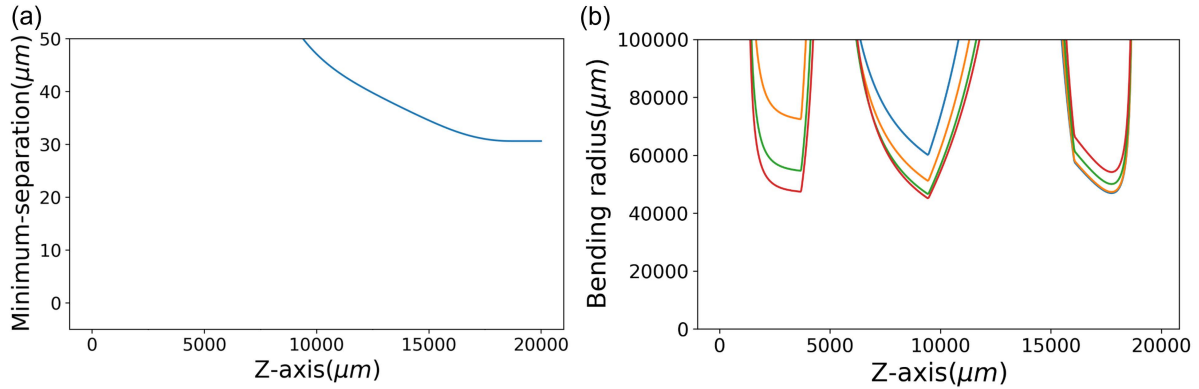 (a)
50
40
30
20
10
0
Minimum-separation(μm)
0 5000 10000 15000 20000
Z-axis(μm)
(b)
100000
80000
60000
40000
20000
0
Bending radius(μm)
0 5000 10000 15000 20000
Z-axis(μm)